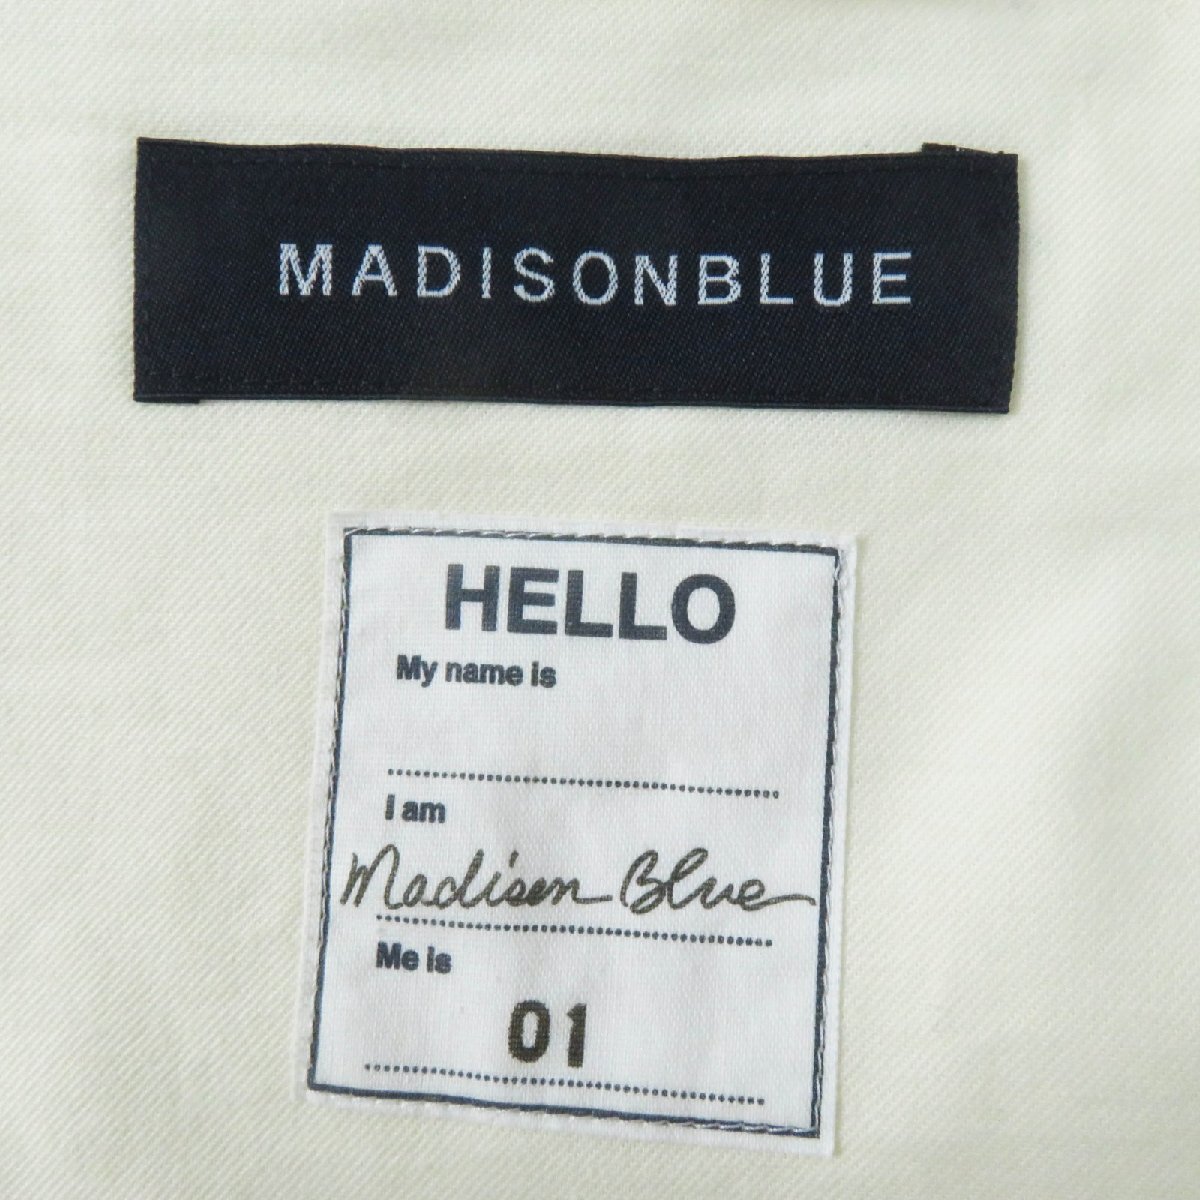 MADISONBLUE
HELLO
My name is
I am
Madison Blue
Me is
01